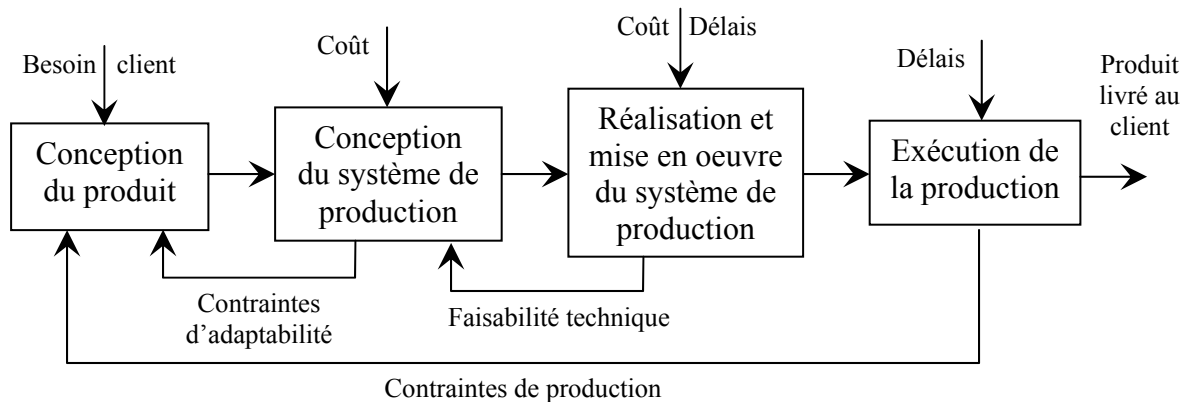 Besoin client
Coût
Coût Délais
Délais
Produit
livré au
client
Conception
du produit
Conception
du système de
production
Réalisation et
mise en oeuvre
du système de
production
Exécution de
la production
Contraintes
d’adaptabilité
Faisabilité technique
Contraintes de production